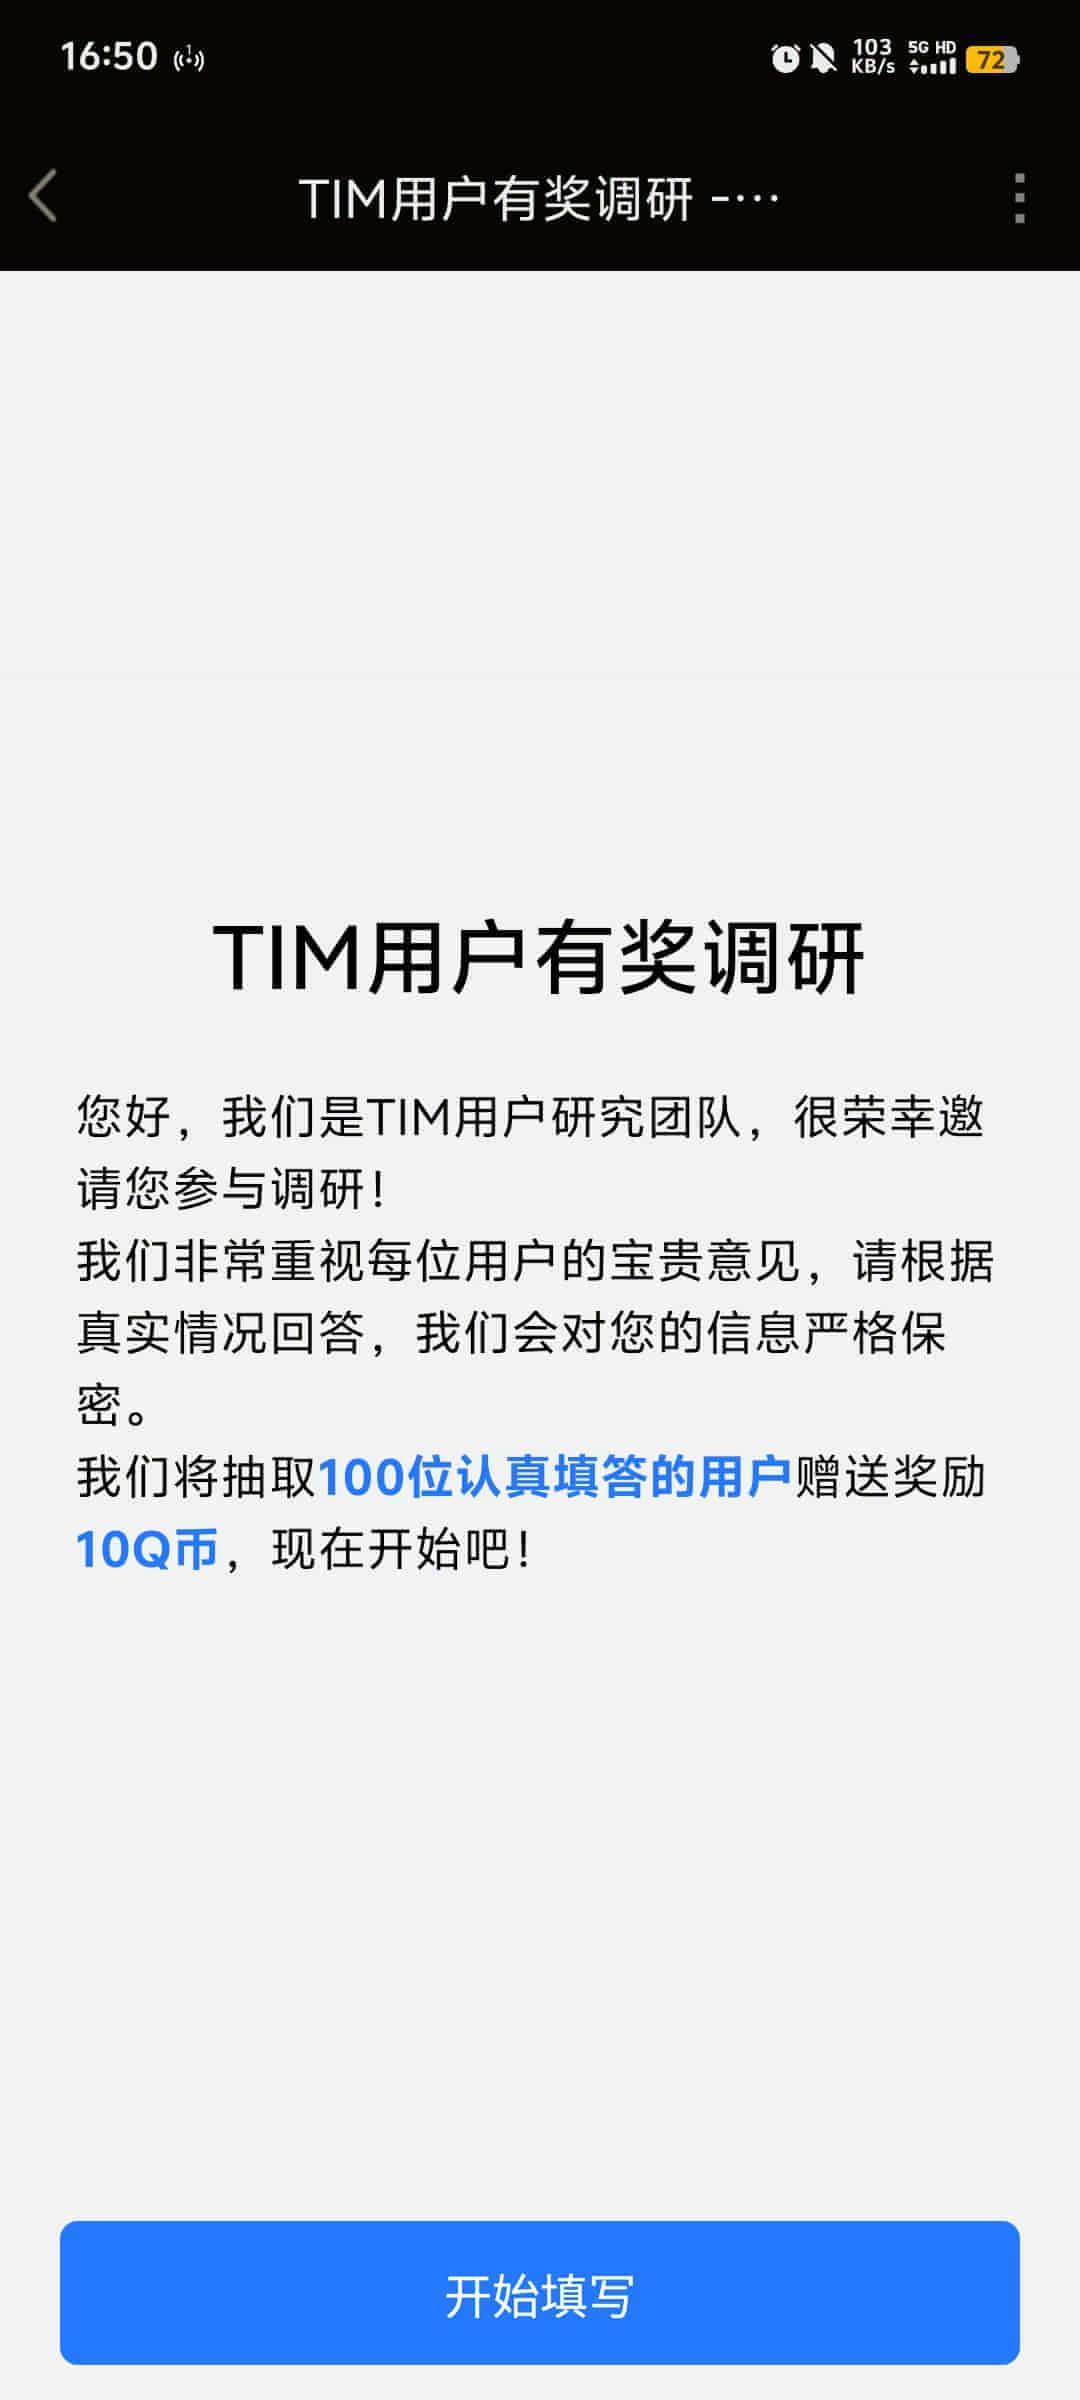 16:50
103 KB/s 5G HD 72
TIM用户有奖调研 -···
TIM用户有奖调研
您好，我们是TIM用户研究团队，很荣幸邀
请您参与调研！
我们非常重视每位用户的宝贵意见，请根据
真实情况回答，我们会对您的信息严格保
密。
我们将抽取100位认真填答的用户赠送奖励
10Q币，现在开始吧！
开始填写